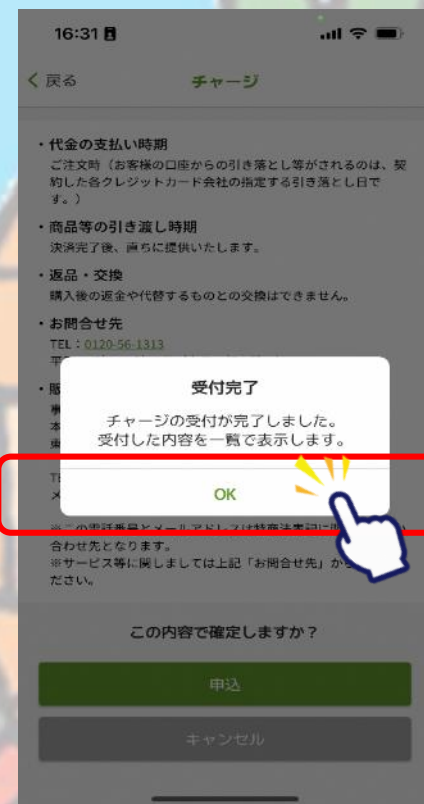 16:31
戻る
チャージ
・代金の支払い時期
ご注文時（お客様の口座からの引き落とし等がされるのは、契
約した各クレジットカード会社の指定する引き落とし日で
す。）
・商品等の引き渡し時期
決済完了後、直ちに提供いたします。
・返品・交換
購入後の返金や代替するものとの交換はできません。
・お問合せ先
TEL：0120-56-1313
受付完了
チャージの受付が完了しました。
受付した内容を一覧で表示します。
OK
※この電話番号とメールアドレスは特商法表記に
合わせ先となります。
※サービス等に関しましては上記「お問合せ先」か
ださい。
この内容で確定しますか？
申込
キャンセル